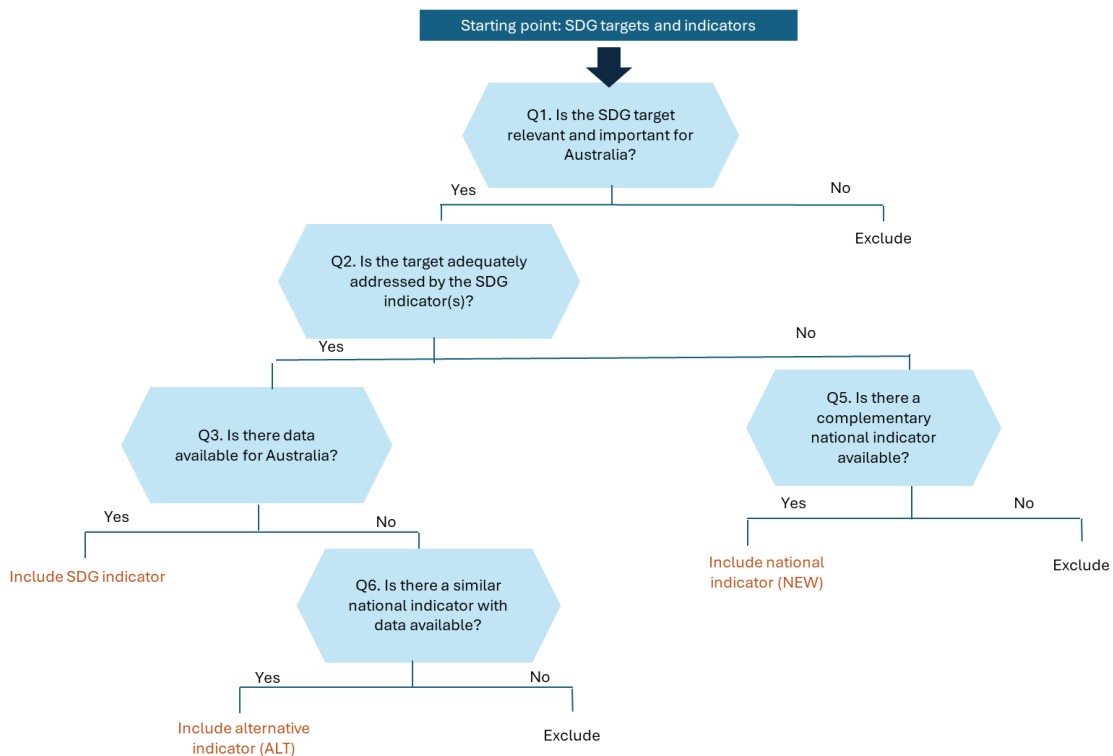 Starting point: SDG targets and indicators
Q1. Is the SDG target
relevant and important for
Australia?
Yes
No
Exclude
Q2. Is the target adequately
addressed by the SDG
indicator(s)?
Yes
No
Q3. Is there data
available for Australia?
Q5. Is there a
complementary
national indicator
available?
Yes
No
Yes
No
Include SDG indicator
Include national
indicator (NEW)
Exclude
Q6. Is there a similar
national indicator with
data available?
Yes
No
Include alternative
indicator (ALT)
Exclude